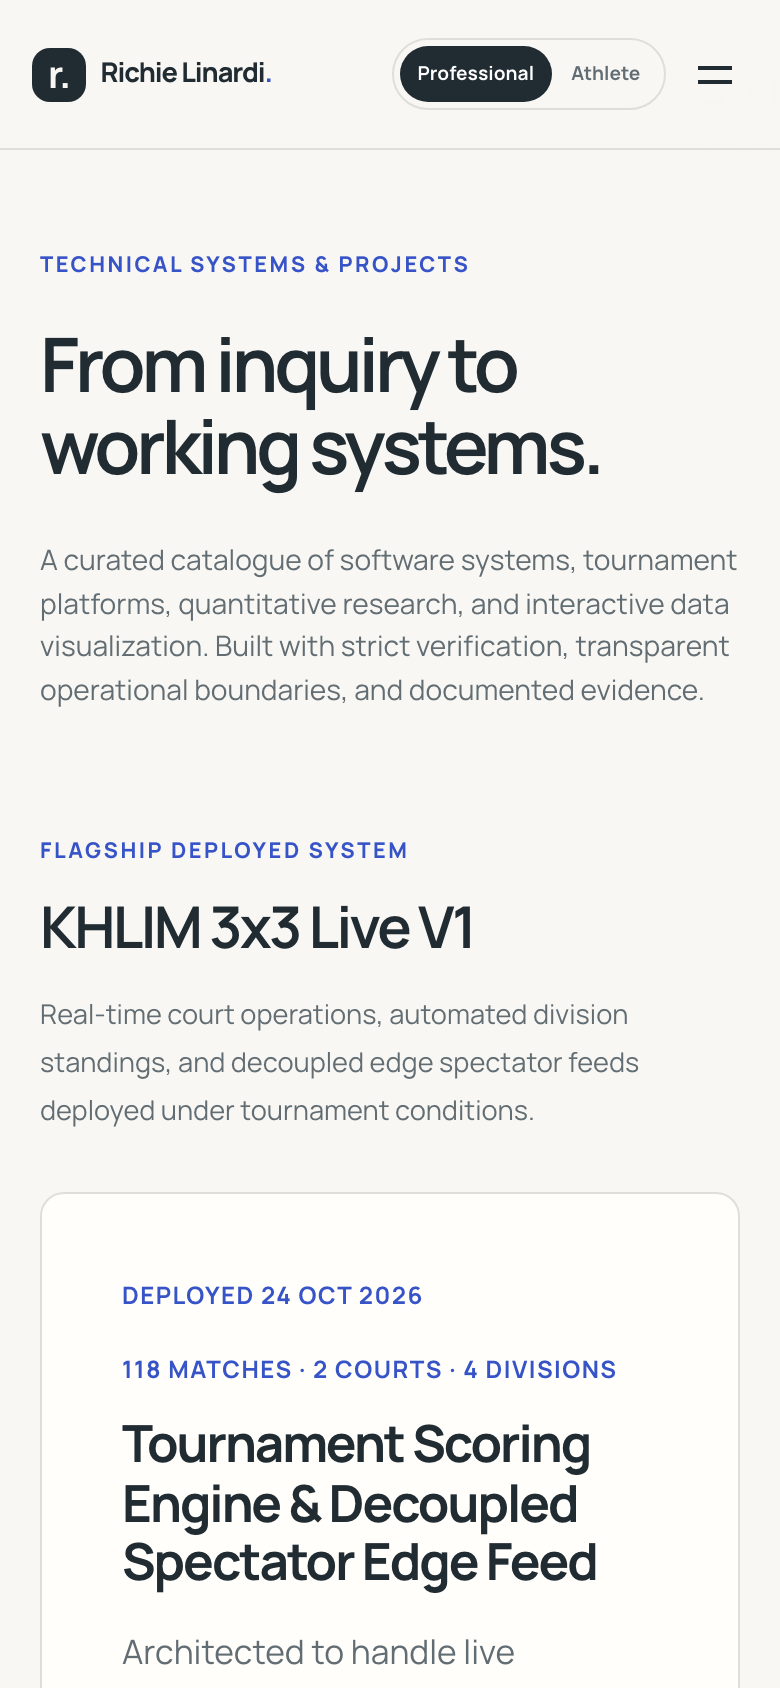 r.
Richie Linardi.
Professional
Athlete
TECHNICAL SYSTEMS & PROJECTS
From inquiry to
working systems.
A curated catalogue of software systems, tournament
platforms, quantitative research, and interactive data
visualization. Built with strict verification, transparent
operational boundaries, and documented evidence.
FLAGSHIP DEPLOYED SYSTEM
KHLIM 3x3 Live V1
Real-time court operations, automated division
standings, and decoupled edge spectator feeds
deployed under tournament conditions.
DEPLOYED 24 OCT 2026
118 MATCHES · 2 COURTS · 4 DIVISIONS
Tournament Scoring
Engine & Decoupled
Spectator Edge Feed
Architected to handle live